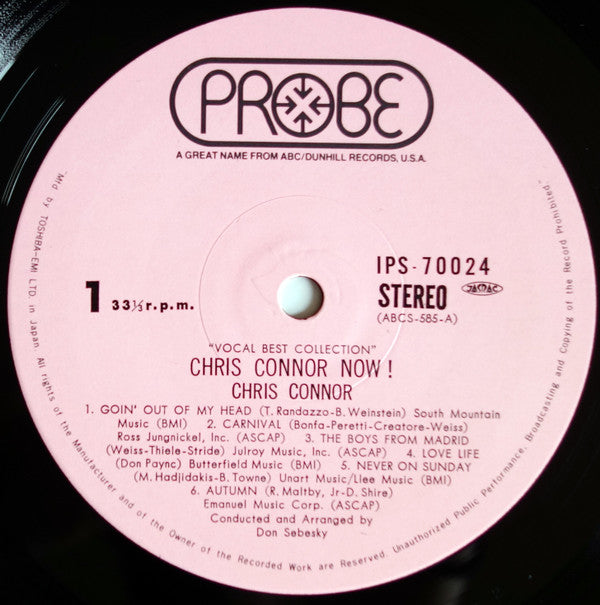 PROBE
A GREAT NAME FROM ABC/DUNHILL RECORDS, U.S.A.
IPS-70024
1 33⅓ r.p.m.
STEREO JASRAC
(ABCS-585-A)
"VOCAL BEST COLLECTION"
CHRIS CONNOR NOW!
CHRIS CONNOR
1. GOIN' OUT OF MY HEAD (T. Randazzo-B. Weinstein) South Mountain
Music (BMI) 2. CARNIVAL (Bonfa-Peretti-Creatore-Weiss)
Ross Jungnickel, Inc. (ASCAP) 3. THE BOYS FROM MADRID
(Weiss-Thiele-Stride) Julroy Music, Inc. (ASCAP) 4. LOVE LIFE
(Don Paync) Butterfield Music (BMI) 5. NEVER ON SUNDAY
(M. Hadjidakis-B. Towne) Unart Music/Llee Music (BMI)
6. AUTUMN (R. Maltby, Jr-D. Shire)
Emanuel Music Corp. (ASCAP)
Conducted and Arranged by
Don Sebesky
"Mfd by TOSHIBA-EMI LTD. in Japan. All rights of the Manufacturer and of the Owner of the Recorded Work are Reserved. Unauthorized Public Performance, Broadcasting and Copying of the Record Prohibited."